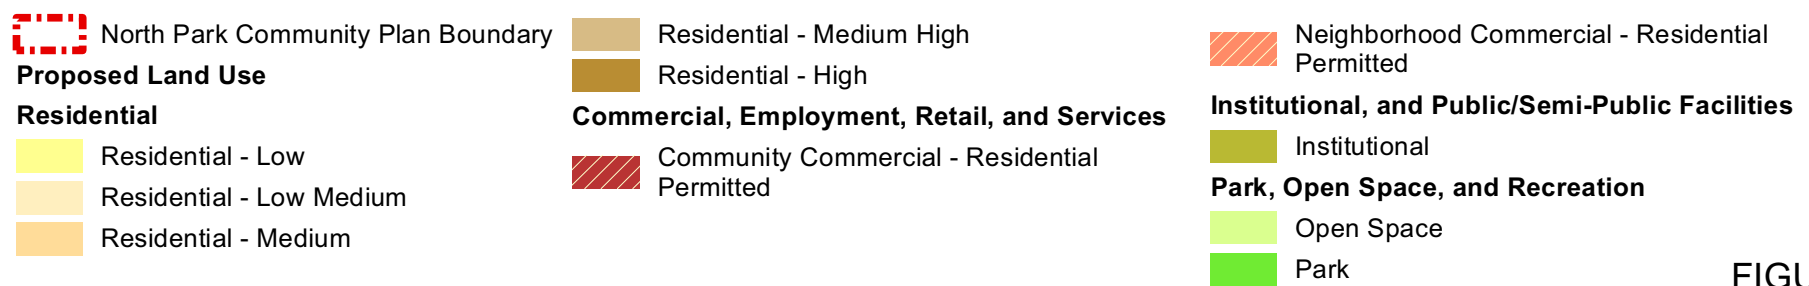 North Park Community Plan Boundary
Proposed Land Use
Residential
Residential - Low
Residential - Low Medium
Residential - Medium
Residential - Medium High
Residential - High
Commercial, Employment, Retail, and Services
Community Commercial - Residential
Permitted
Neighborhood Commercial - Residential
Permitted
Institutional, and Public/Semi-Public Facilities
Institutional
Park, Open Space, and Recreation
Open Space
Park